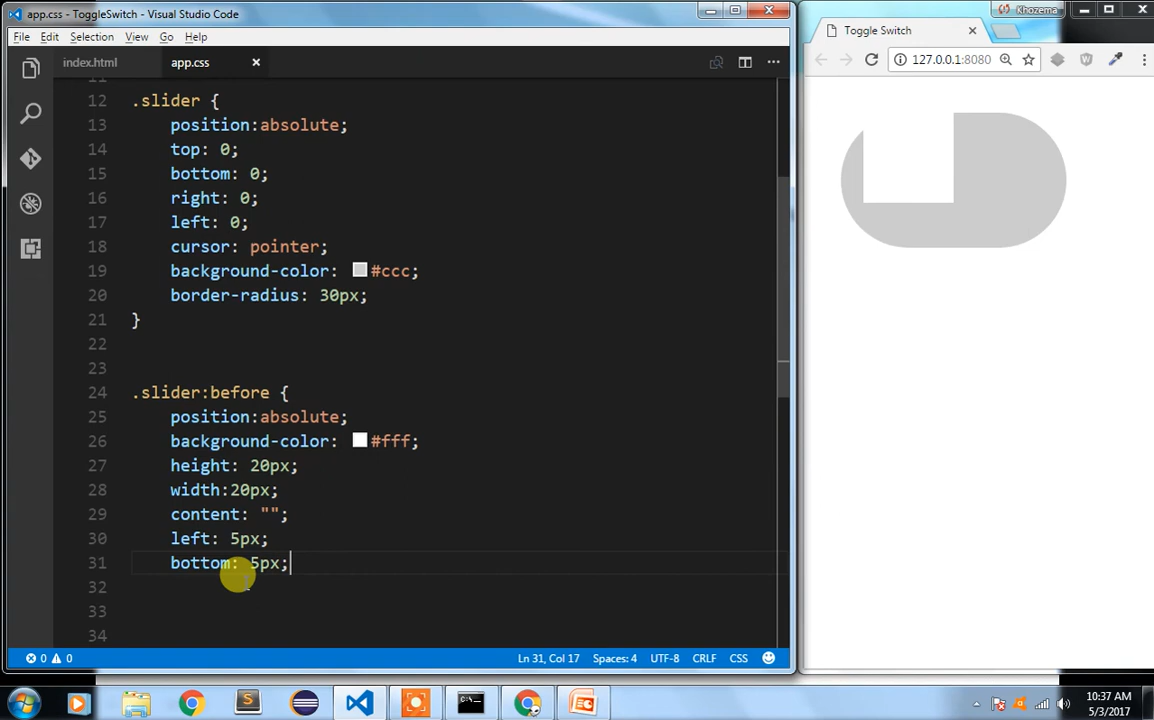 app.css - ToggleSwitch - Visual Studio Code
File Edit Selection View Go Help
index.html app.css
11
12 .slider {
13 position:absolute;
14 top: 0;
15 bottom: 0;
16 right: 0;
17 left: 0;
18 cursor: pointer;
19 background-color: #ccc;
20 border-radius: 30px;
21 }
22
23
24 .slider:before {
25 position:absolute;
26 background-color: #fff;
27 height: 20px;
28 width:20px;
29 content: "";
30 left: 5px;
31 bottom: 5px;
32
33
34
0 0 Ln 31, Col 17 Spaces: 4 UTF-8 CRLF CSS
Khozema
Toggle Switch
127.0.0.1:8080
10:37 AM
5/3/2017